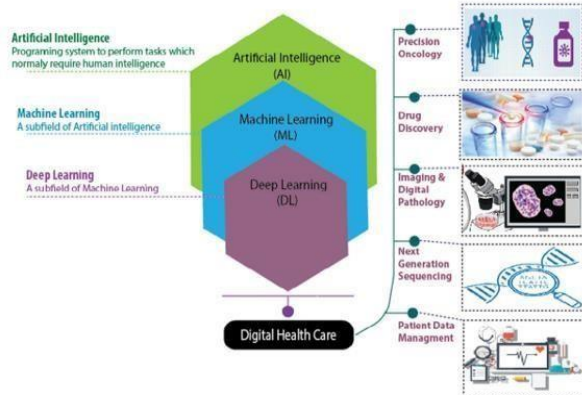 Artificial Intelligence
Programing system to perform tasks which
normaly require human intelligence
Machine Learning
A subfield of Artificial intelligence
Deep Learning
A subfield of Machine Learning
Artificial Intelligence
(AI)
Machine Learning
(ML)
Deep Learning
(DL)
Digital Health Care
Precision
Oncology
Drug
Discovery
Imaging &
Digital
Pathology
Next
Generation
Sequencing
Patient Data
Managment